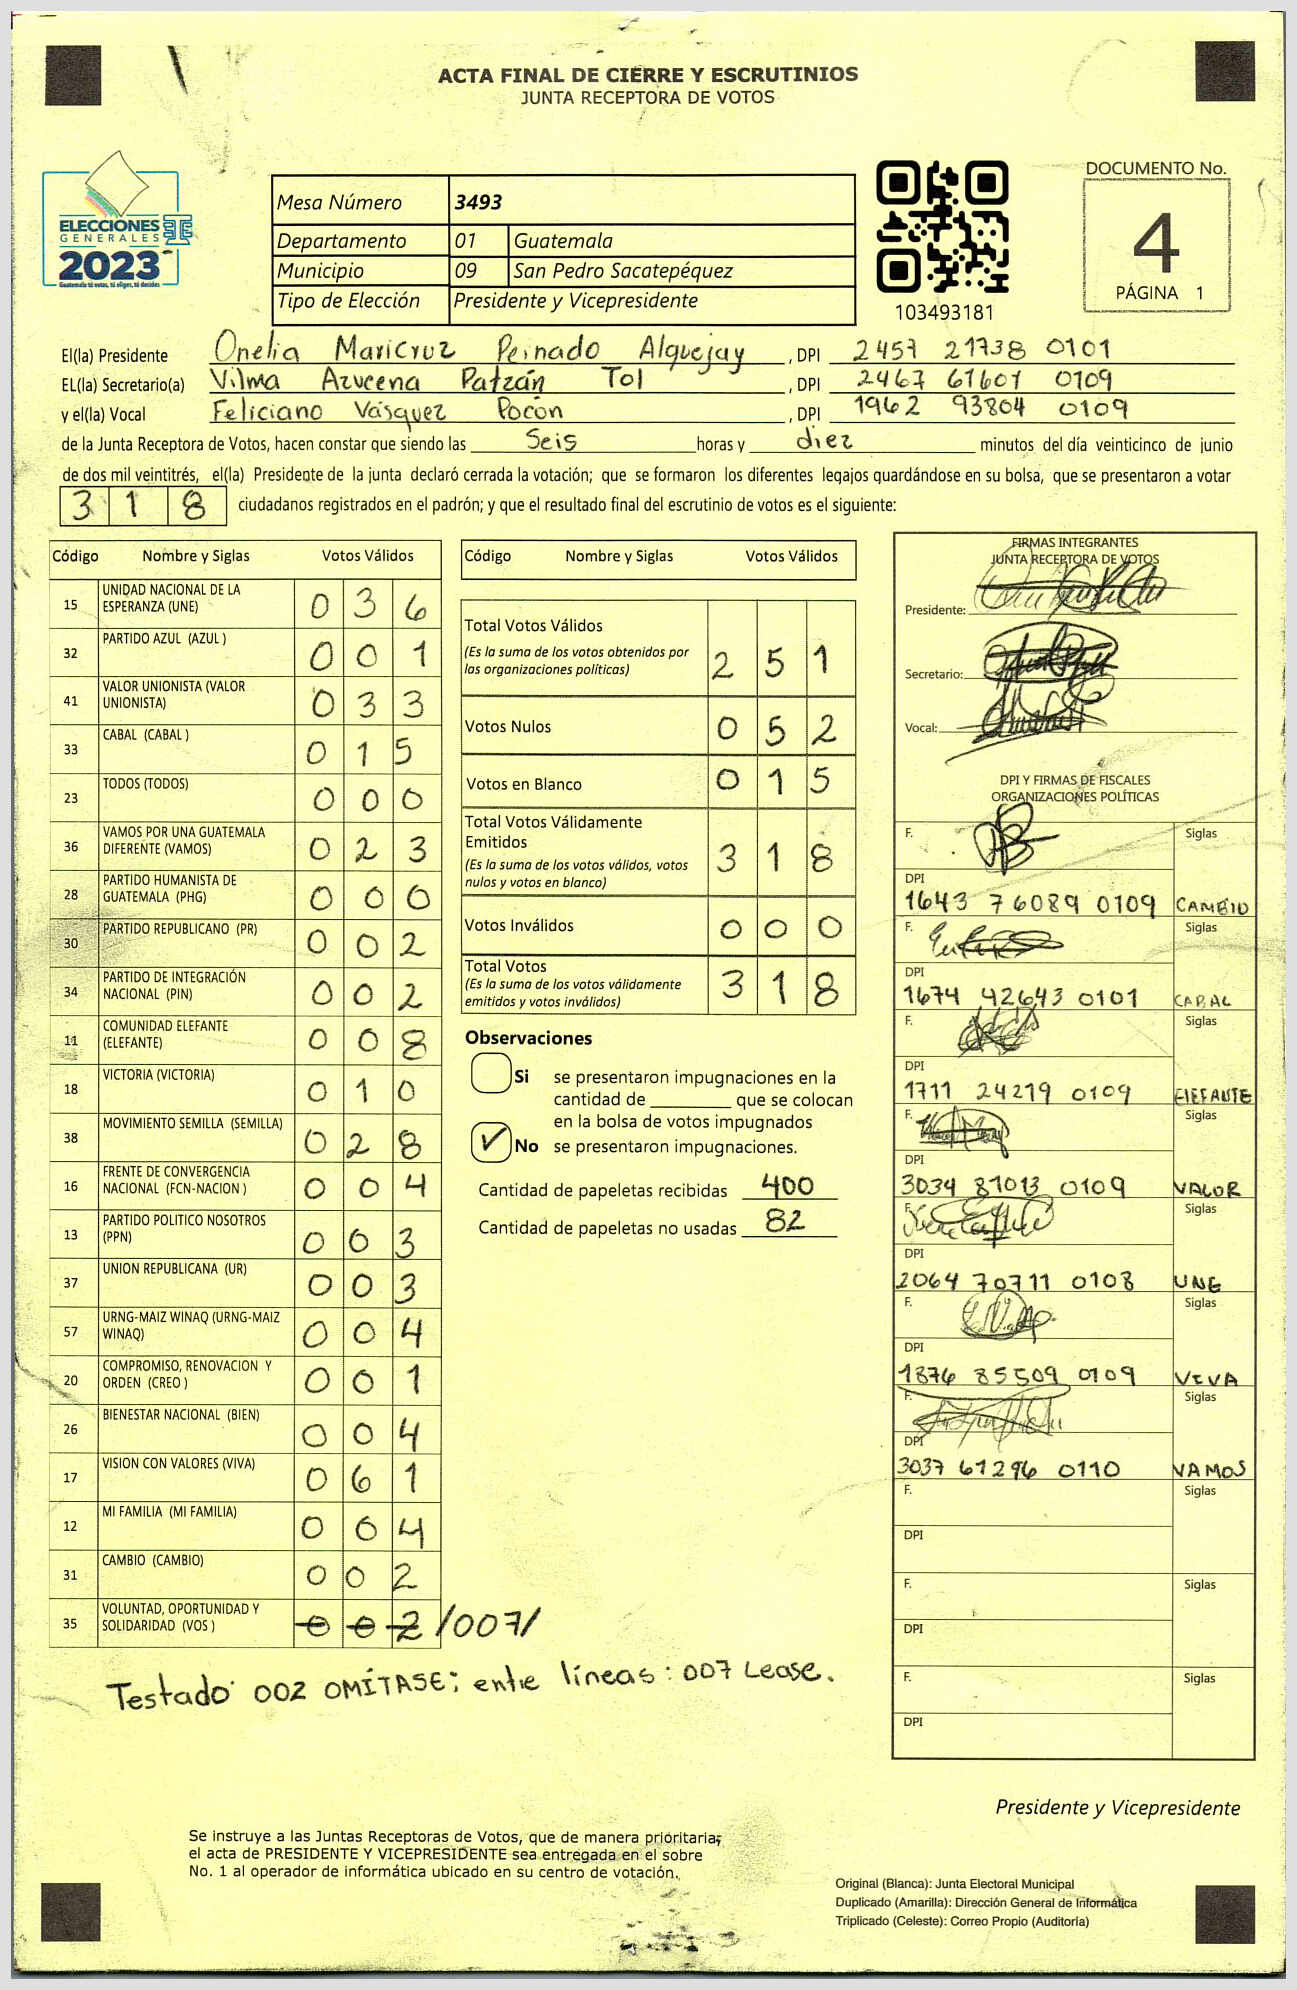 ACTA FINAL DE CIERRE Y ESCRUTINIOS
JUNTA RECEPTORA DE VOTOS
ELECCIONES
GENERALES
2023
Guatemala tú votas, tú eliges, tú decides
Mesa Número 3493
Departamento 01 Guatemala
Municipio 09 San Pedro Sacatepéquez
Tipo de Elección Presidente y Vicepresidente
103493181
DOCUMENTO No.
4
PÁGINA 1
El(la) Presidente Onelia Maricruz Peinado Alquejay , DPI 2457 21738 0101
EL(la) Secretario(a) Vilma Azucena Patzán Tol , DPI 2467 61601 0109
y el(la) Vocal Feliciano Vásquez Pocón , DPI 1962 93804 0109
de la Junta Receptora de Votos, hacen constar que siendo las Seis horas y diez minutos del día veinticinco de junio
de dos mil veintitrés, el(la) Presidente de la junta declaró cerrada la votación; que se formaron los diferentes legajos guardándose en su bolsa, que se presentaron a votar
3 1 8 ciudadanos registrados en el padrón; y que el resultado final del escrutinio de votos es el siguiente:
Código Nombre y Siglas Votos Válidos
15 UNIDAD NACIONAL DE LA ESPERANZA (UNE) 0 3 6
32 PARTIDO AZUL (AZUL ) 0 0 1
41 VALOR UNIONISTA (VALOR UNIONISTA) 0 3 3
33 CABAL (CABAL ) 0 1 5
23 TODOS (TODOS) 0 0 0
36 VAMOS POR UNA GUATEMALA DIFERENTE (VAMOS) 0 2 3
28 PARTIDO HUMANISTA DE GUATEMALA (PHG) 0 0 0
30 PARTIDO REPUBLICANO (PR) 0 0 2
34 PARTIDO DE INTEGRACIÓN NACIONAL (PIN) 0 0 2
11 COMUNIDAD ELEFANTE (ELEFANTE) 0 0 8
18 VICTORIA (VICTORIA) 0 1 0
38 MOVIMIENTO SEMILLA (SEMILLA) 0 2 8
16 FRENTE DE CONVERGENCIA NACIONAL (FCN-NACION ) 0 0 4
13 PARTIDO POLITICO NOSOTROS (PPN) 0 0 3
37 UNION REPUBLICANA (UR) 0 0 3
57 URNG-MAIZ WINAQ (URNG-MAIZ WINAQ) 0 0 4
20 COMPROMISO, RENOVACION Y ORDEN (CREO ) 0 0 1
26 BIENESTAR NACIONAL (BIEN) 0 0 4
17 VISION CON VALORES (VIVA) 0 6 1
12 MI FAMILIA (MI FAMILIA) 0 0 4
31 CAMBIO (CAMBIO) 0 0 2
35 VOLUNTAD, OPORTUNIDAD Y SOLIDARIDAD (VOS ) 0 0 2 /007/
Testado 002 OMÍTASE; entre líneas: 007 Lease.
Código Nombre y Siglas Votos Válidos
Total Votos Válidos 2 5 1
(Es la suma de los votos obtenidos por
las organizaciones políticas)
Votos Nulos 0 5 2
Votos en Blanco 0 1 5
Total Votos Válidamente
Emitidos 3 1 8
(Es la suma de los votos válidos, votos
nulos y votos en blanco)
Votos Inválidos 0 0 0
Total Votos 3 1 8
(Es la suma de los votos válidamente
emitidos y votos inválidos)
Observaciones
Si se presentaron impugnaciones en la
cantidad de ________ que se colocan
en la bolsa de votos impugnados
✓ No se presentaron impugnaciones.
Cantidad de papeletas recibidas 400
Cantidad de papeletas no usadas 82
FIRMAS INTEGRANTES
JUNTA RECEPTORA DE VOTOS
Presidente:
Secretario:
Vocal:
DPI Y FIRMAS DE FISCALES
ORGANIZACIONES POLÍTICAS
F. Siglas
DPI
1643 76089 0109 CAMBIO
F. Siglas
DPI
1674 42643 0101 CABAL
F. Siglas
DPI
1711 24219 0109 ElEFANTE
F. Siglas
DPI
3034 81013 0109 VALOR
F. Siglas
DPI
2064 70711 0108 UNE
F. Siglas
DPI
1876 85509 0109 VIVA
F. Siglas
DPI
3037 61296 0110 VAMOS
F. Siglas
DPI
F. Siglas
DPI
F. Siglas
DPI
Presidente y Vicepresidente
Se instruye a las Juntas Receptoras de Votos, que de manera prioritaria,
el acta de PRESIDENTE Y VICEPRESIDENTE sea entregada en el sobre
No. 1 al operador de informática ubicado en su centro de votación.
Original (Blanca): Junta Electoral Municipal
Duplicado (Amarilla): Dirección General de Informática
Triplicado (Celeste): Correo Propio (Auditoría)